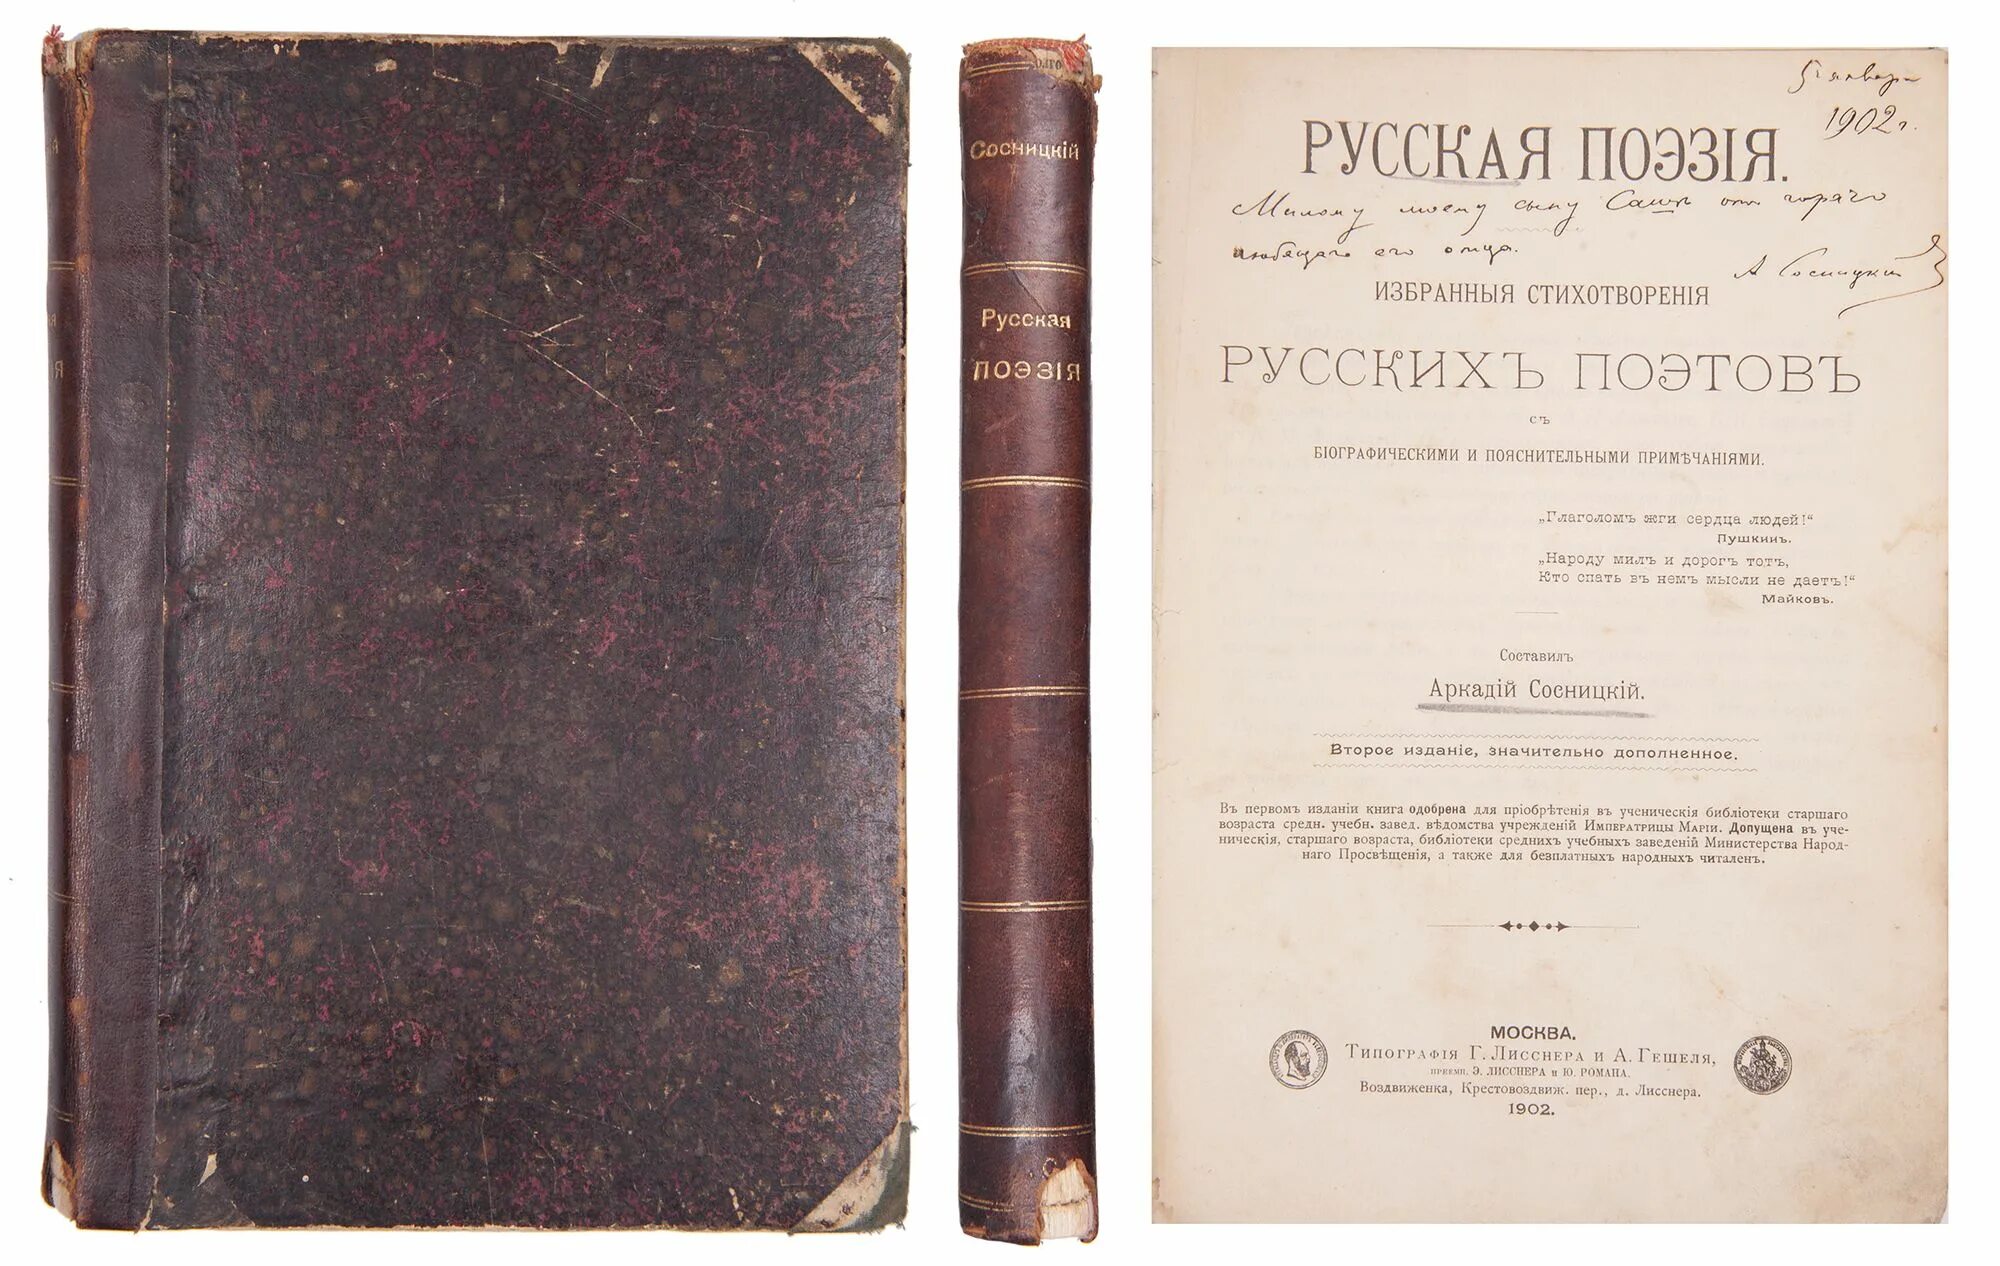 Сосницкій
Русская
ПОЭЗІЯ
5 января
1902 г.
РУССКАЯ ПОЭЗІЯ.
Милому моему сыну Сашѣ отъ горячо
любящаго его отца.
А Сосницкій
ИЗБРАННЫЯ СТИХОТВОРЕНІЯ
РУССКИХЪ ПОЭТОВЪ
СЪ
БІОГРАФИЧЕСКИМИ И ПОЯСНИТЕЛЬНЫМИ ПРИМѢЧАНІЯМИ.
„Глаголомъ жги сердца людей!“
Пушкинъ.
„Народу милъ и дорогъ тотъ,
Кто спать въ немъ мысли не даетъ!“
Майковъ.
Составилъ
Аркадій Сосницкій.
Второе изданіе, значительно дополненное.
Въ первомъ изданіи книга одобрена для пріобрѣтенія въ ученическія библіотеки старшаго
возраста средн. учебн. завед. вѣдомства учрежденій Императрицы Маріи. Допущена въ уче-
ническія, старшаго возраста, библіотеки среднихъ учебныхъ заведеній Министерства Народ-
наго Просвѣщенія, а также для безплатныхъ народныхъ читаленъ.
МОСКВА.
Типографія Г. Лисснера и А. Гешеля,
преемн. Э. Лисснера и Ю. Романа.
Воздвиженка, Крестовоздвиж. пер., д. Лисснера.
1902.